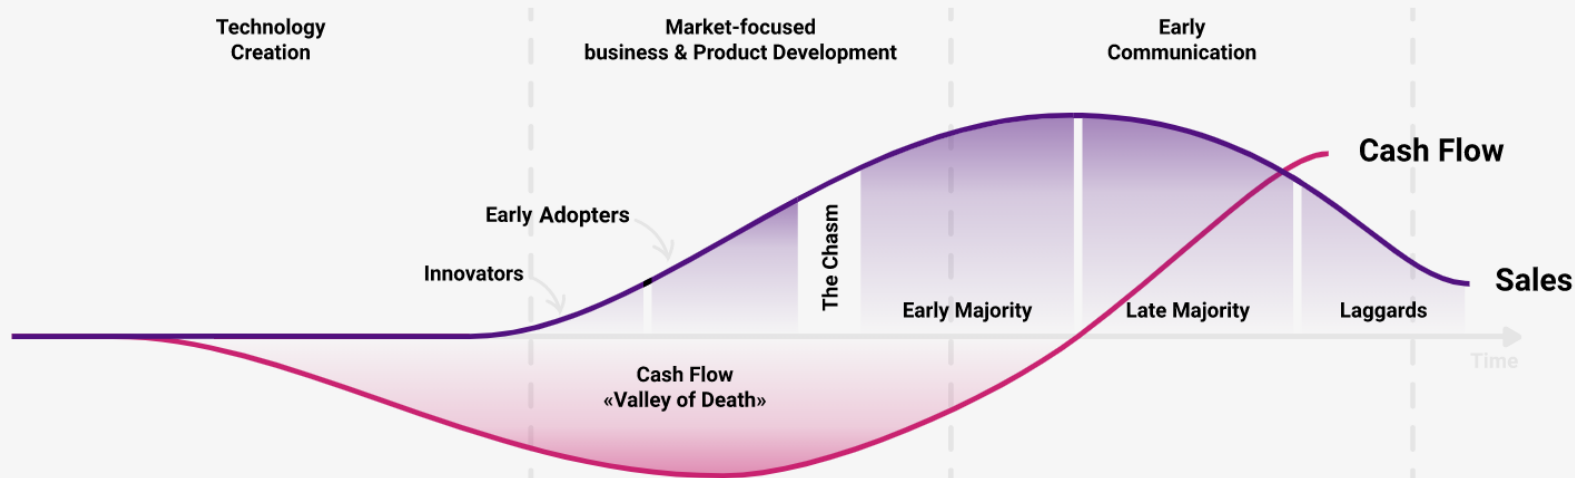 Technology
Creation
Market-focused
business & Product Development
Early
Communication
Cash Flow
Early Adopters
The Chasm
Innovators
Sales
Early Majority
Late Majority
Laggards
Time
Cash Flow
«Valley of Death»